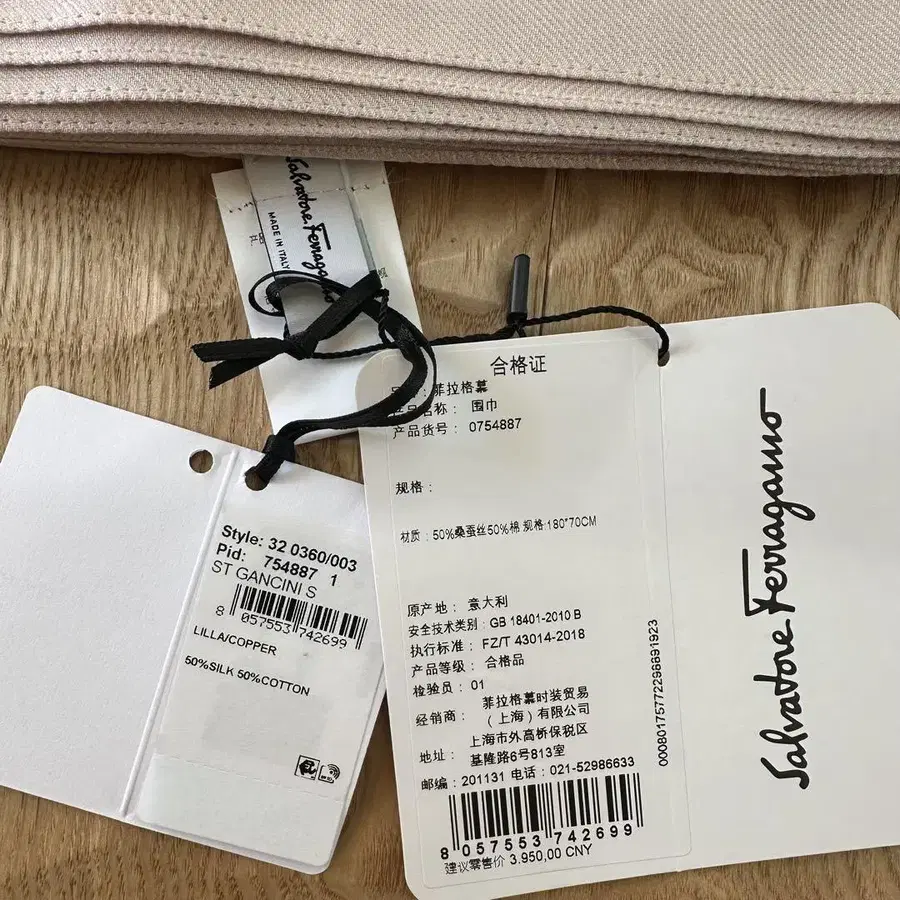 Salvatore Ferragamo
MADE IN ITALY
Style: 32 0360/003
Pid: 754887 1
ST GANCINI S
8 057553 742699
LILLA/COPPER
50%SILK 50%COTTON
合格证
菲拉格慕
产品名称： 围巾
产品货号： 0754887
规格：
材质：50%桑蚕丝50%棉 规格:180*70CM
原产地： 意大利
安全技术类别：GB 18401-2010 B
执行标准：FZ/T 43014-2018
产品等级：合格品
检验员：01
经销商： 菲拉格慕时装贸易
（上海）有限公司
地址： 上海市外高桥保税区
基隆路6号813室
邮编：201131 电话：021-52986633
8 057553 742699
建议零售价 3.950,00 CNY
00080175772298691923
Salvatore Ferragamo